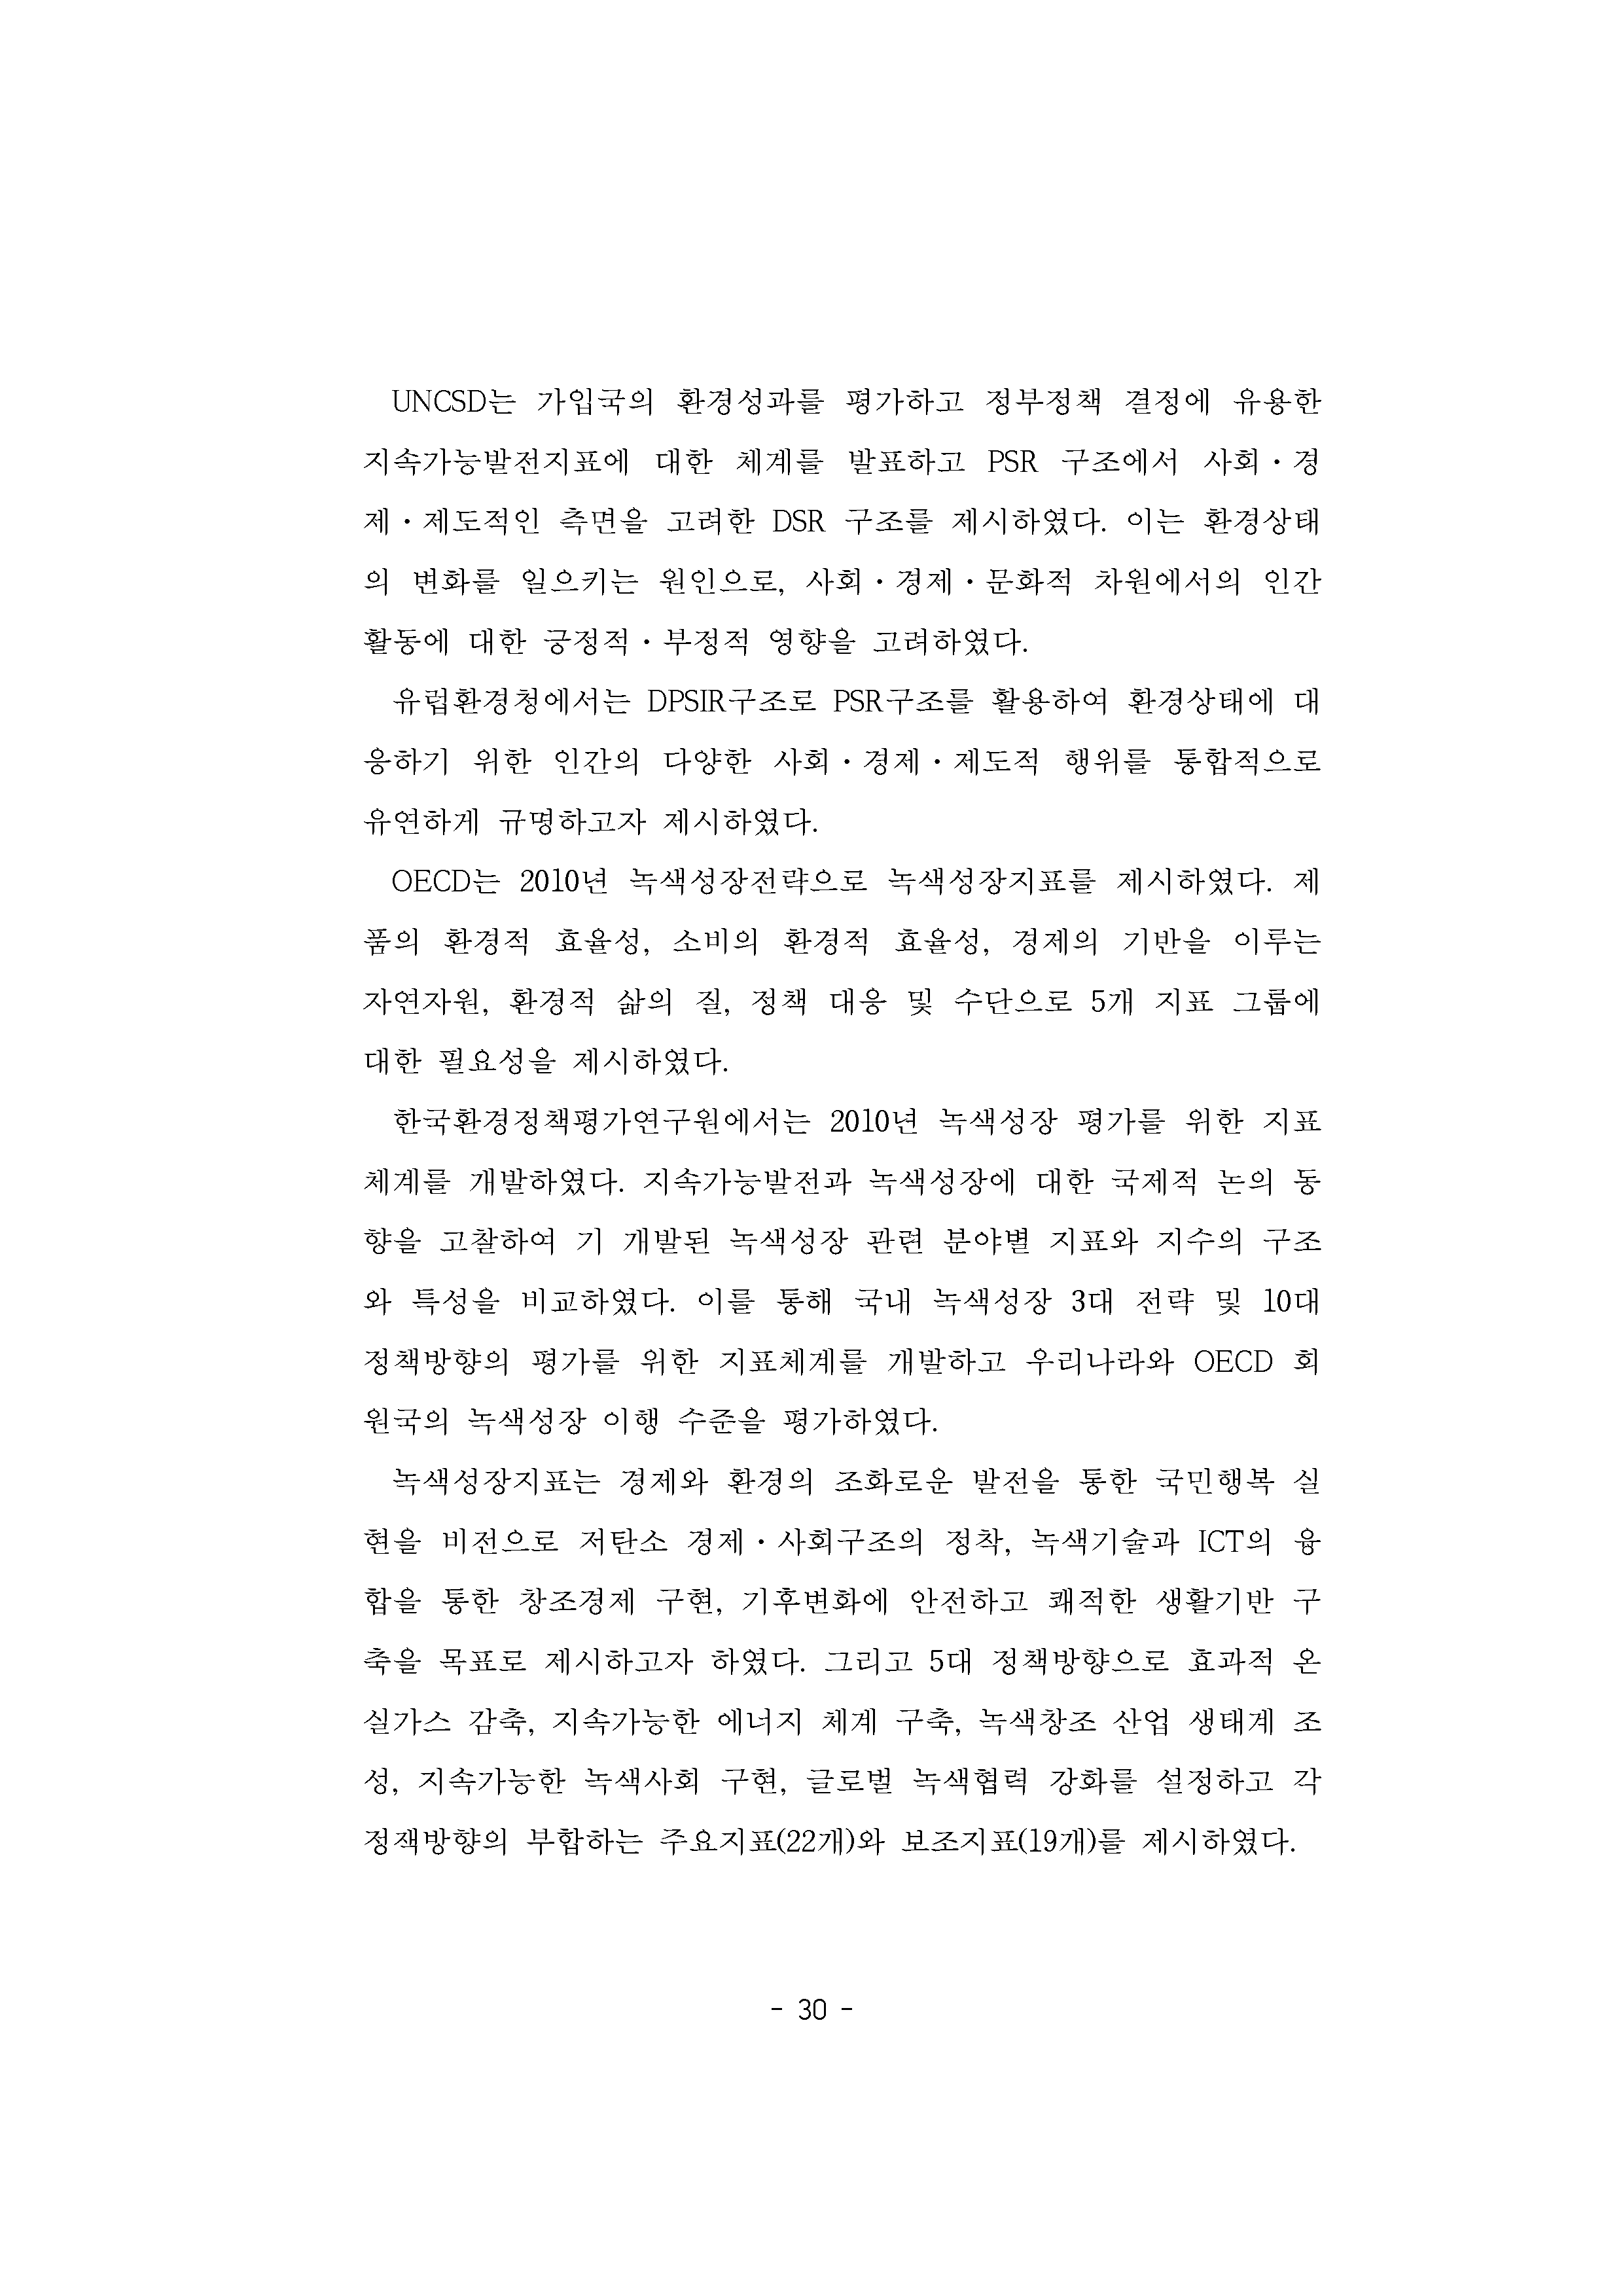 UNCSD는 가입국의 환경성과를 평가하고 정부정책 결정에 유용한
지속가능발전지표에 대한 체계를 발표하고 PSR 구조에서 사회・경
제・제도적인 측면을 고려한 DSR 구조를 제시하였다. 이는 환경상태
의 변화를 일으키는 원인으로, 사회・경제・문화적 차원에서의 인간
활동에 대한 긍정적・부정적 영향을 고려하였다.
유럽환경청에서는 DPSIR구조로 PSR구조를 활용하여 환경상태에 대
응하기 위한 인간의 다양한 사회・경제・제도적 행위를 통합적으로
유연하게 규명하고자 제시하였다.
OECD는 2010년 녹색성장전략으로 녹색성장지표를 제시하였다. 제
품의 환경적 효율성, 소비의 환경적 효율성, 경제의 기반을 이루는
자연자원, 환경적 삶의 질, 정책 대응 및 수단으로 5개 지표 그룹에
대한 필요성을 제시하였다.
한국환경정책평가연구원에서는 2010년 녹색성장 평가를 위한 지표
체계를 개발하였다. 지속가능발전과 녹색성장에 대한 국제적 논의 동
향을 고찰하여 기 개발된 녹색성장 관련 분야별 지표와 지수의 구조
와 특성을 비교하였다. 이를 통해 국내 녹색성장 3대 전략 및 10대
정책방향의 평가를 위한 지표체계를 개발하고 우리나라와 OECD 회
원국의 녹색성장 이행 수준을 평가하였다.
녹색성장지표는 경제와 환경의 조화로운 발전을 통한 국민행복 실
현을 비전으로 저탄소 경제・사회구조의 정착, 녹색기술과 ICT의 융
합을 통한 창조경제 구현, 기후변화에 안전하고 쾌적한 생활기반 구
축을 목표로 제시하고자 하였다. 그리고 5대 정책방향으로 효과적 온
실가스 감축, 지속가능한 에너지 체계 구축, 녹색창조 산업 생태계 조
성, 지속가능한 녹색사회 구현, 글로벌 녹색협력 강화를 설정하고 각
정잭방향의 부합하는 주요지표(22개)와 보조지표(19개)를 제시하였다.
- 30 -